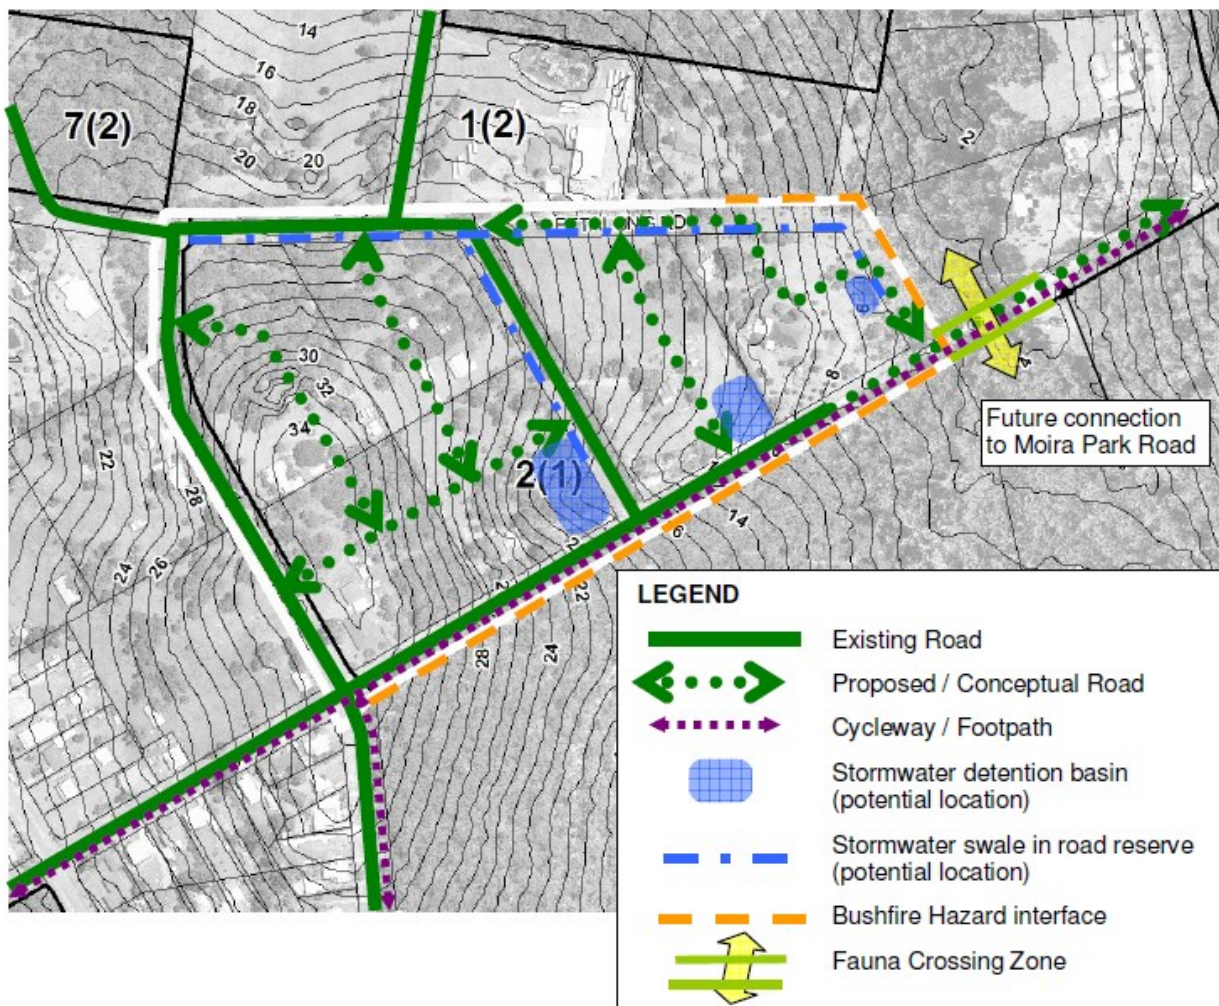 14
16
18
20
20
7(2)
1(2)
2
30
32
34
22
28
24
26
8
6
4
2(1)
14
6
22
28
24
Future connection
to Moira Park Road
LEGEND
Existing Road
Proposed / Conceptual Road
Cycleway / Footpath
Stormwater detention basin
(potential location)
Stormwater swale in road reserve
(potential location)
Bushfire Hazard interface
Fauna Crossing Zone